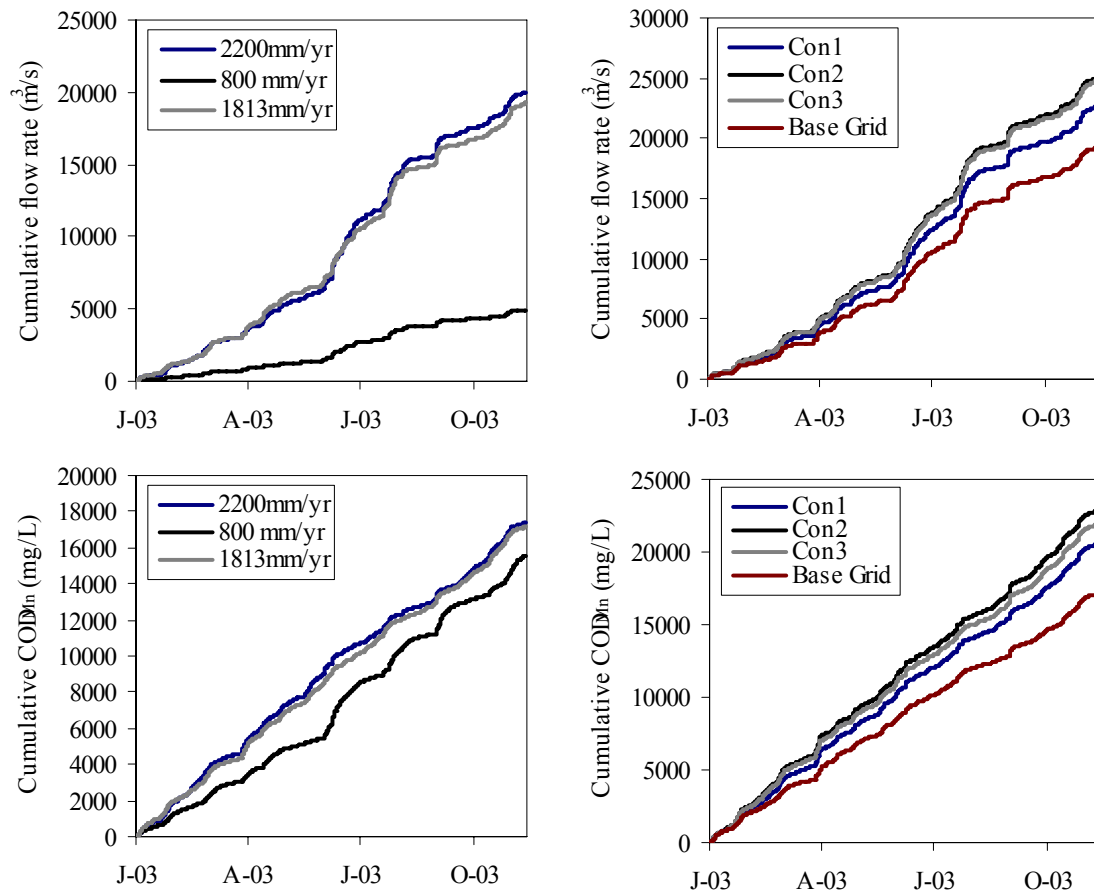 Cumulative flow rate (m³/s)
25000
20000
15000
10000
5000
0
2200mm/yr
800 mm/yr
1813mm/yr
J-03 A-03 J-03 O-03
Cumulative flow rate (m³/s)
30000
25000
20000
15000
10000
5000
0
Con1
Con2
Con3
Base Grid
J-03 A-03 J-03 O-03
Cumulative CODMn (mg/L)
20000
18000
16000
14000
12000
10000
8000
6000
4000
2000
0
2200mm/yr
800 mm/yr
1813mm/yr
J-03 A-03 J-03 O-03
Cumulative CODMn (mg/L)
25000
20000
15000
10000
5000
0
Con1
Con2
Con3
Base Grid
J-03 A-03 J-03 O-03